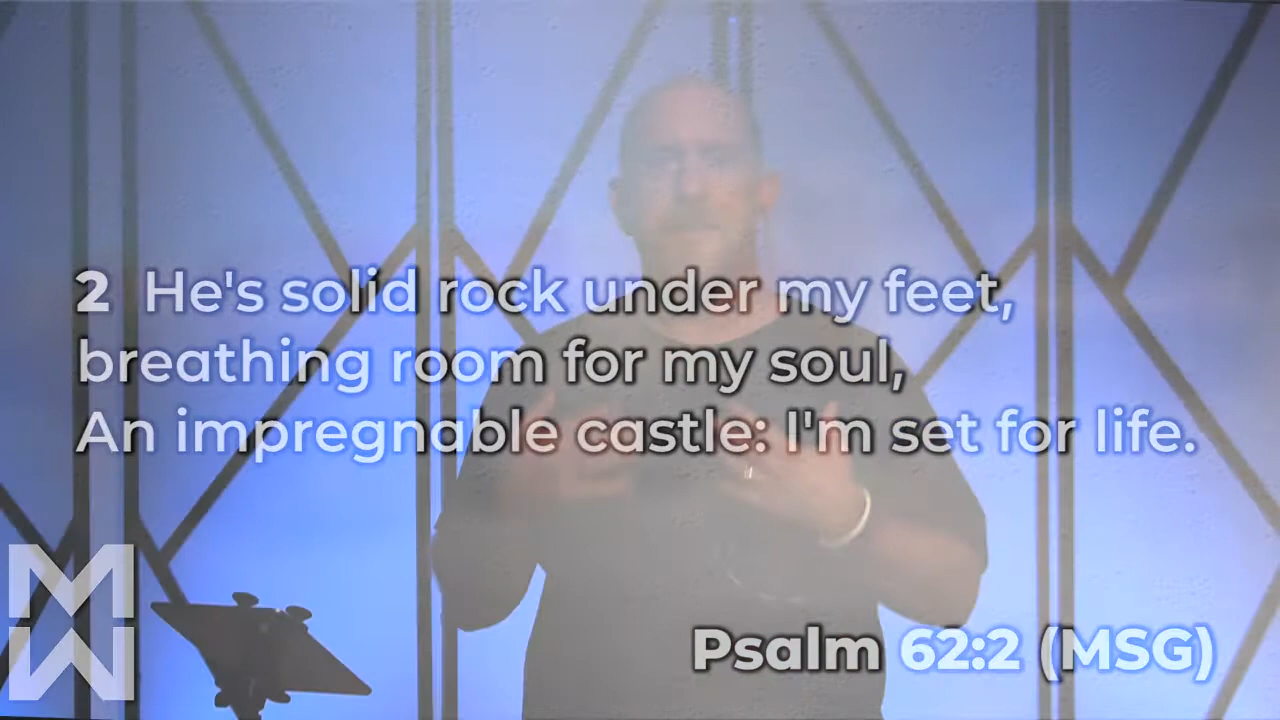 2 He's solid rock under my feet,
breathing room for my soul,
An impregnable castle: I'm set for life.
M
W
Psalm 62:2 (MSG)